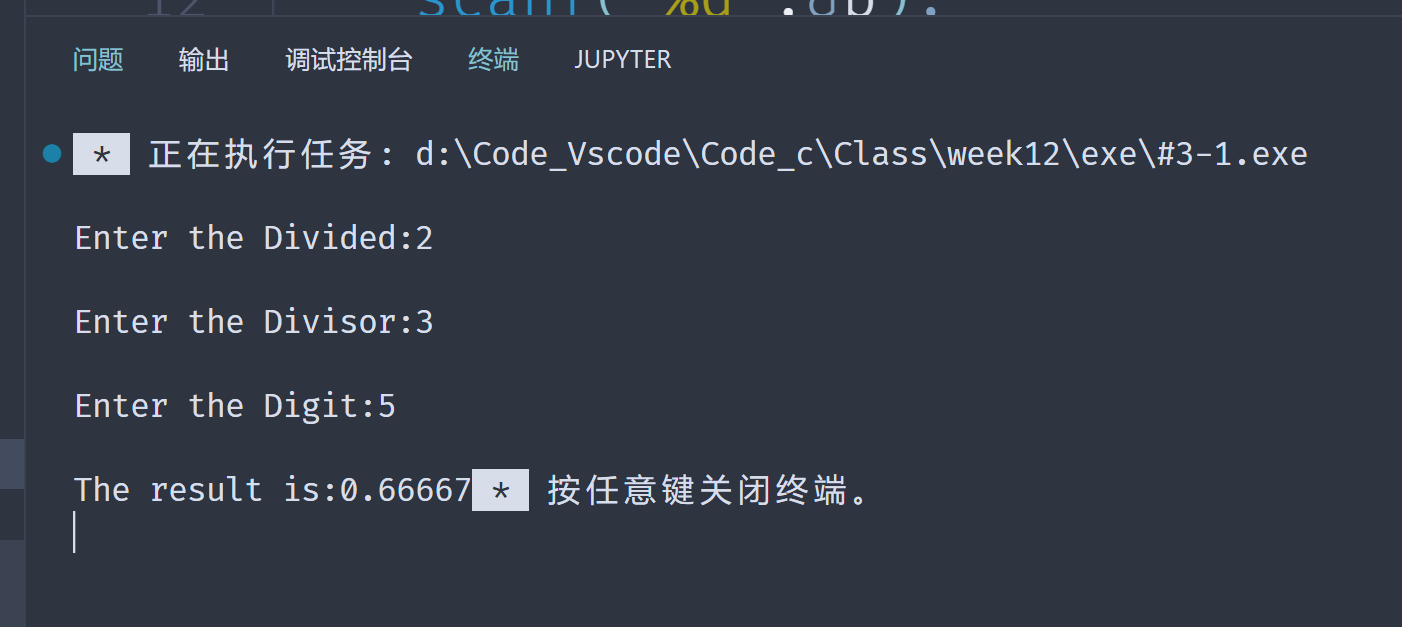 12 scanf("%d",&b);
问题 输出 调试控制台 终端 JUPYTER
* 正在执行任务: d:\Code_Vscode\Code_c\Class\week12\exe\#3-1.exe
Enter the Divided:2
Enter the Divisor:3
Enter the Digit:5
The result is:0.66667 * 按任意键关闭终端。